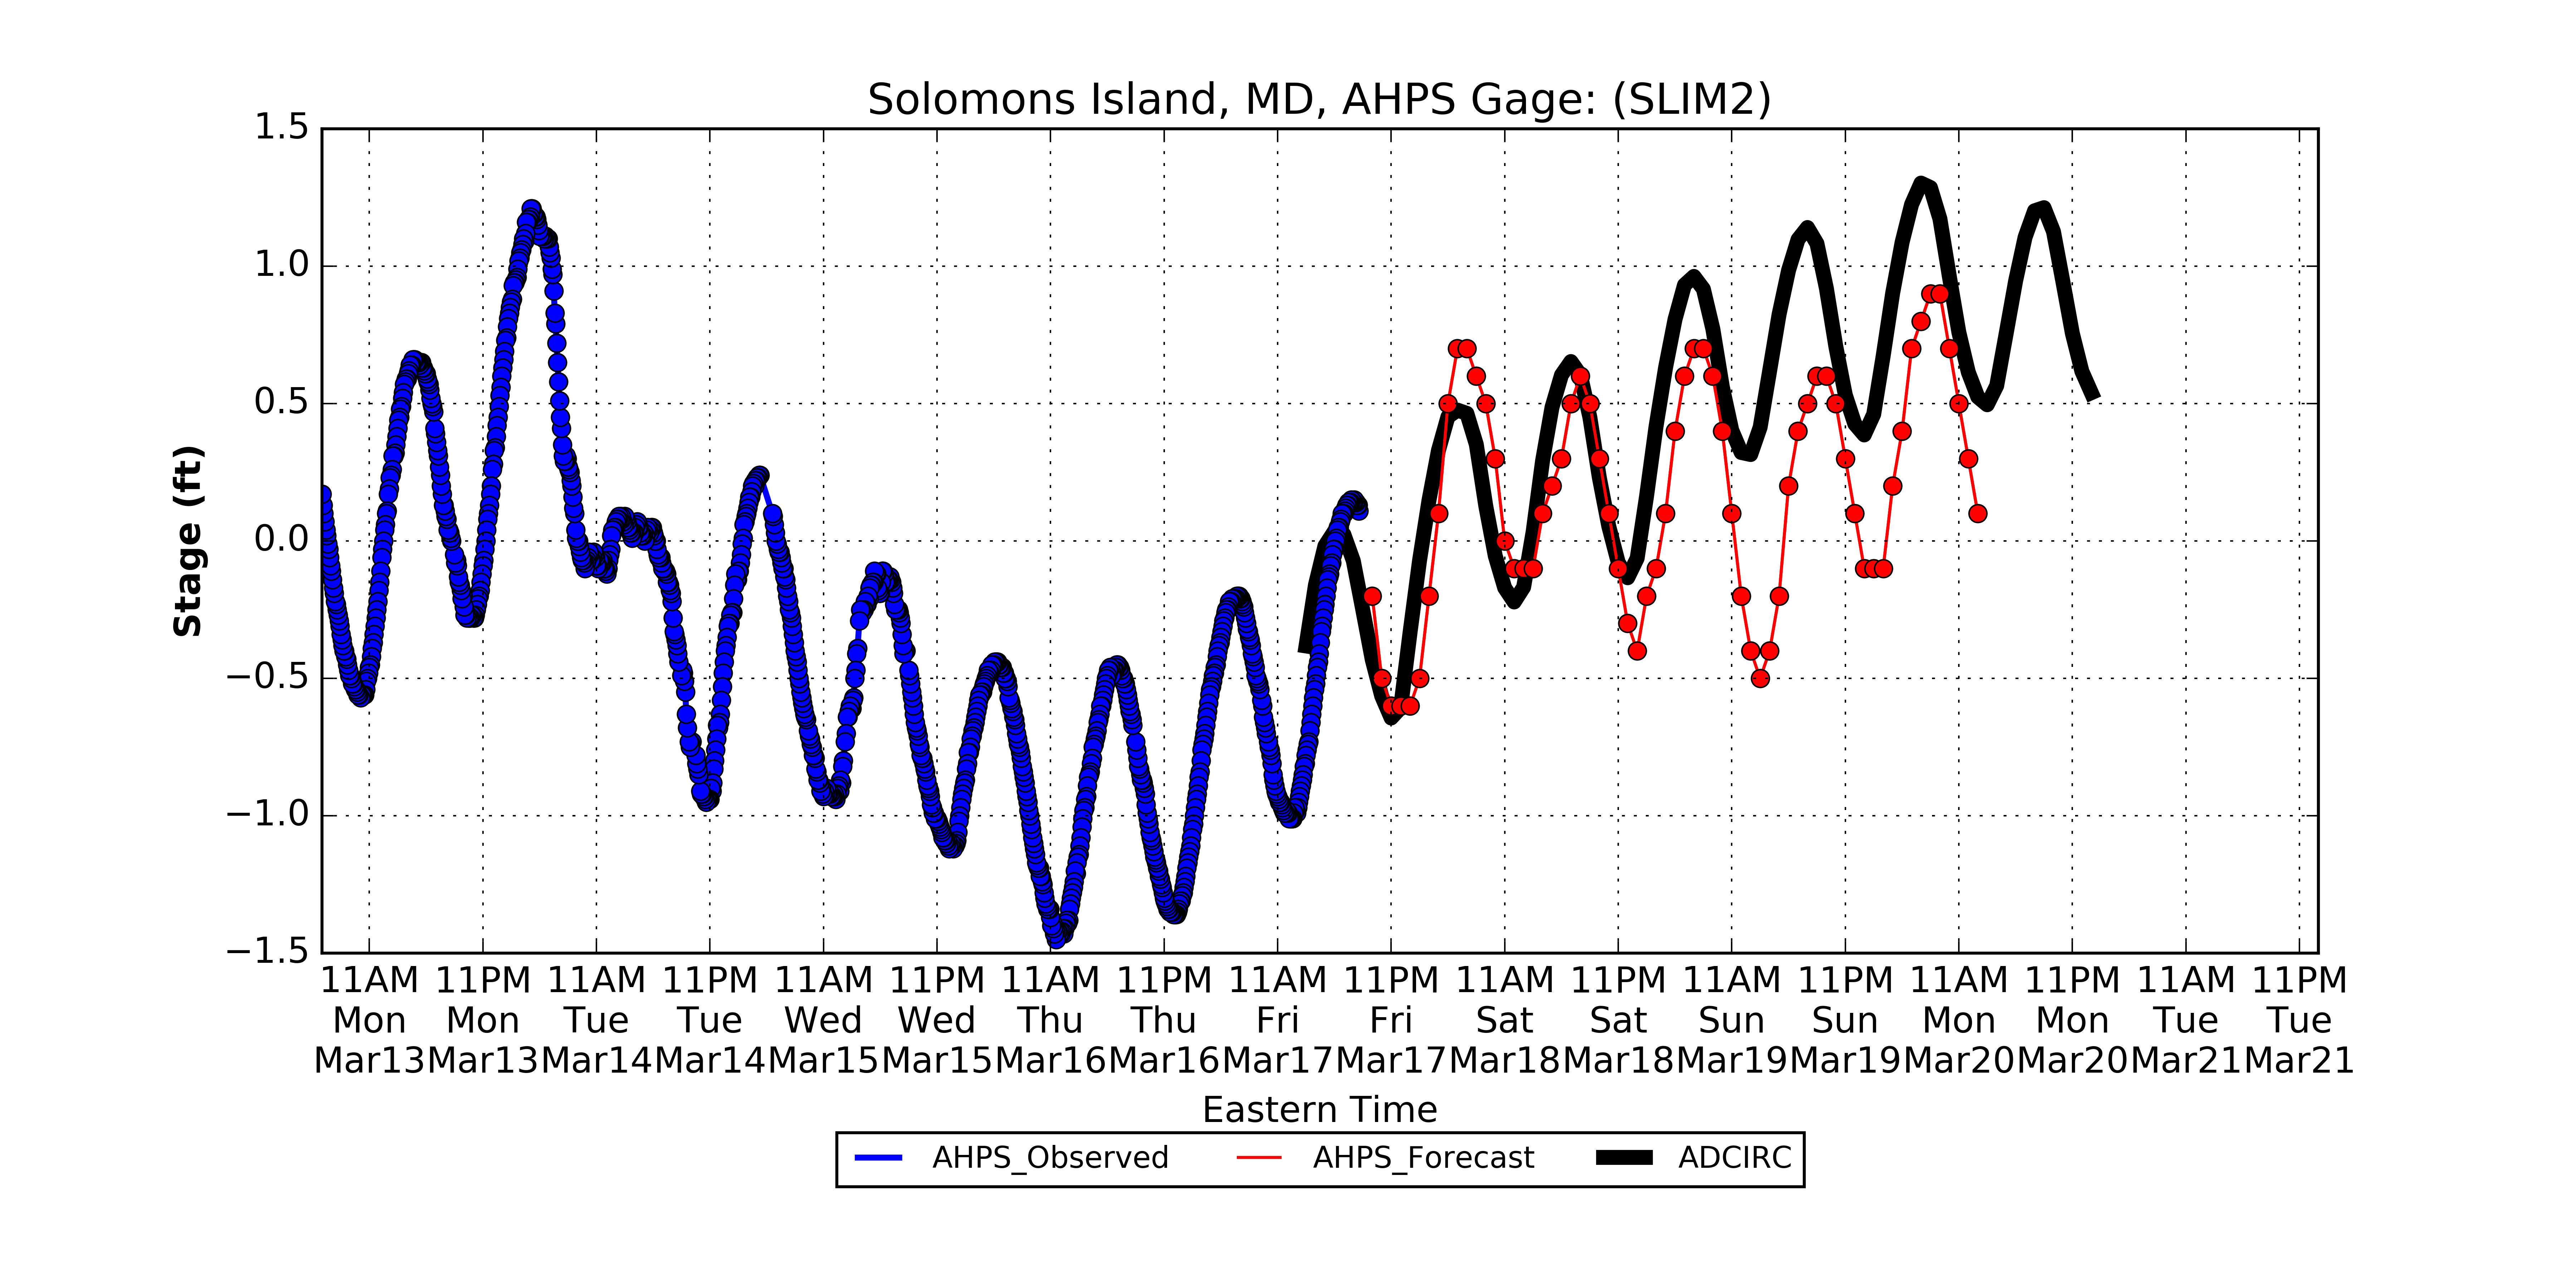 Solomons Island, MD, AHPS Gage: (SLIM2)
1.5
1.0
0.5
0.0
−0.5
−1.0
−1.5
Stage (ft)
11AM 11PM 11AM 11PM 11AM 11PM 11AM 11PM 11AM 11PM 11AM 11PM 11AM 11PM 11AM 11PM 11AM 11PM
Mon Mon Tue Tue Wed Wed Thu Thu Fri Fri Sat Sat Sun Sun Mon Mon Tue Tue
Mar13 Mar13 Mar14 Mar14 Mar15 Mar15 Mar16 Mar16 Mar17 Mar17 Mar18 Mar18 Mar19 Mar19 Mar20 Mar20 Mar21 Mar21
Eastern Time
AHPS_Observed AHPS_Forecast ADCIRC